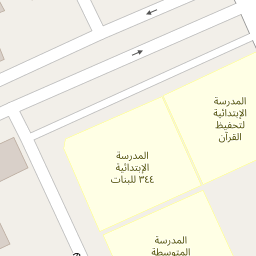 المدرسة
الإبتدائية
لتحفيظ
القرآن
المدرسة
الإبتدائية
٣٤٤ للبنات
المدرسة
المتوسطة